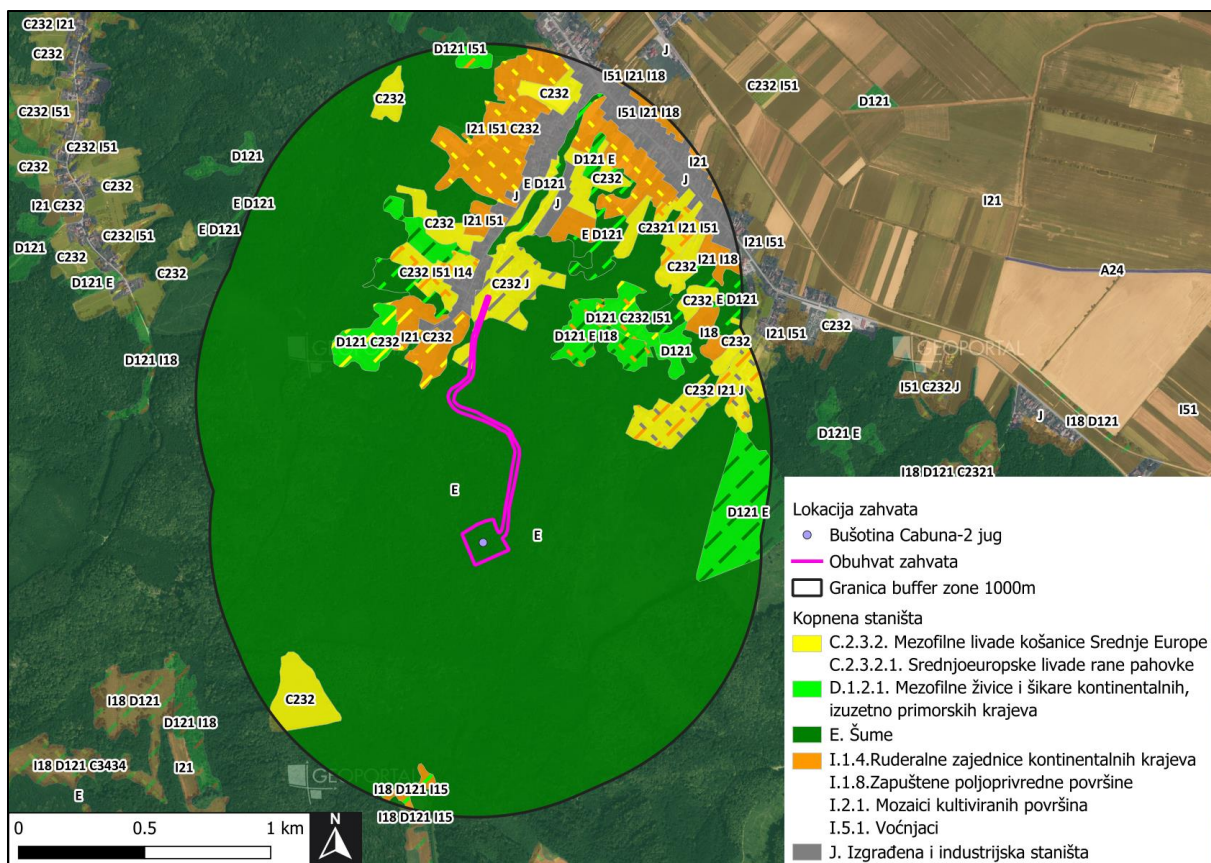 C232 I21
D121 I51
J
C232
I51 I21 I18
C232
C232
C232 I51
D121
C232 I51
I51 I21 I18
I21 I51 C232
C232 I51
D121
D121 E
I21
C232
C232
C232
J
E D121
I21
I21 C232
E D121
J
J
C232
I21 I51
C2321 I21 I51
E D121
C232 I51
E D121
I21 I51
D121
C232
C232
I21 I18
C232
C232 I51 I14
A24
D121 E
C232 J
C232
E D121
D121
C232 I51
C232
I18
I21 I51
D121 C232
I21 C232
D121 E I18
C232
GEOPORTAL
D121
D121 I18
C232 I21 J
I51 C232 J
I51
J
I18 D121
D121 E
I18 D121 C2321
E
D121 E
E
C232
I18 D121
D121 I18
I18 D121 C3434
I21
GEOPORTAL
E
I18 D121 I15
I18 D121 I15
Lokacija zahvata
Bušotina Cabuna-2 jug
Obuhvat zahvata
Granica buffer zone 1000m
Kopnena staništa
C.2.3.2. Mezofilne livade košanice Srednje Europe
C.2.3.2.1. Srednjoeuropske livade rane pahovke
D.1.2.1. Mezofilne živice i šikare kontinentalnih,
izuzetno primorskih krajeva
E. Šume
I.1.4.Ruderalne zajednice kontinentalnih krajeva
I.1.8.Zapuštene poljoprivredne površine
I.2.1. Mozaici kultiviranih površina
I.5.1. Voćnjaci
J. Izgrađena i industrijska staništa
0 0.5 1 km
N